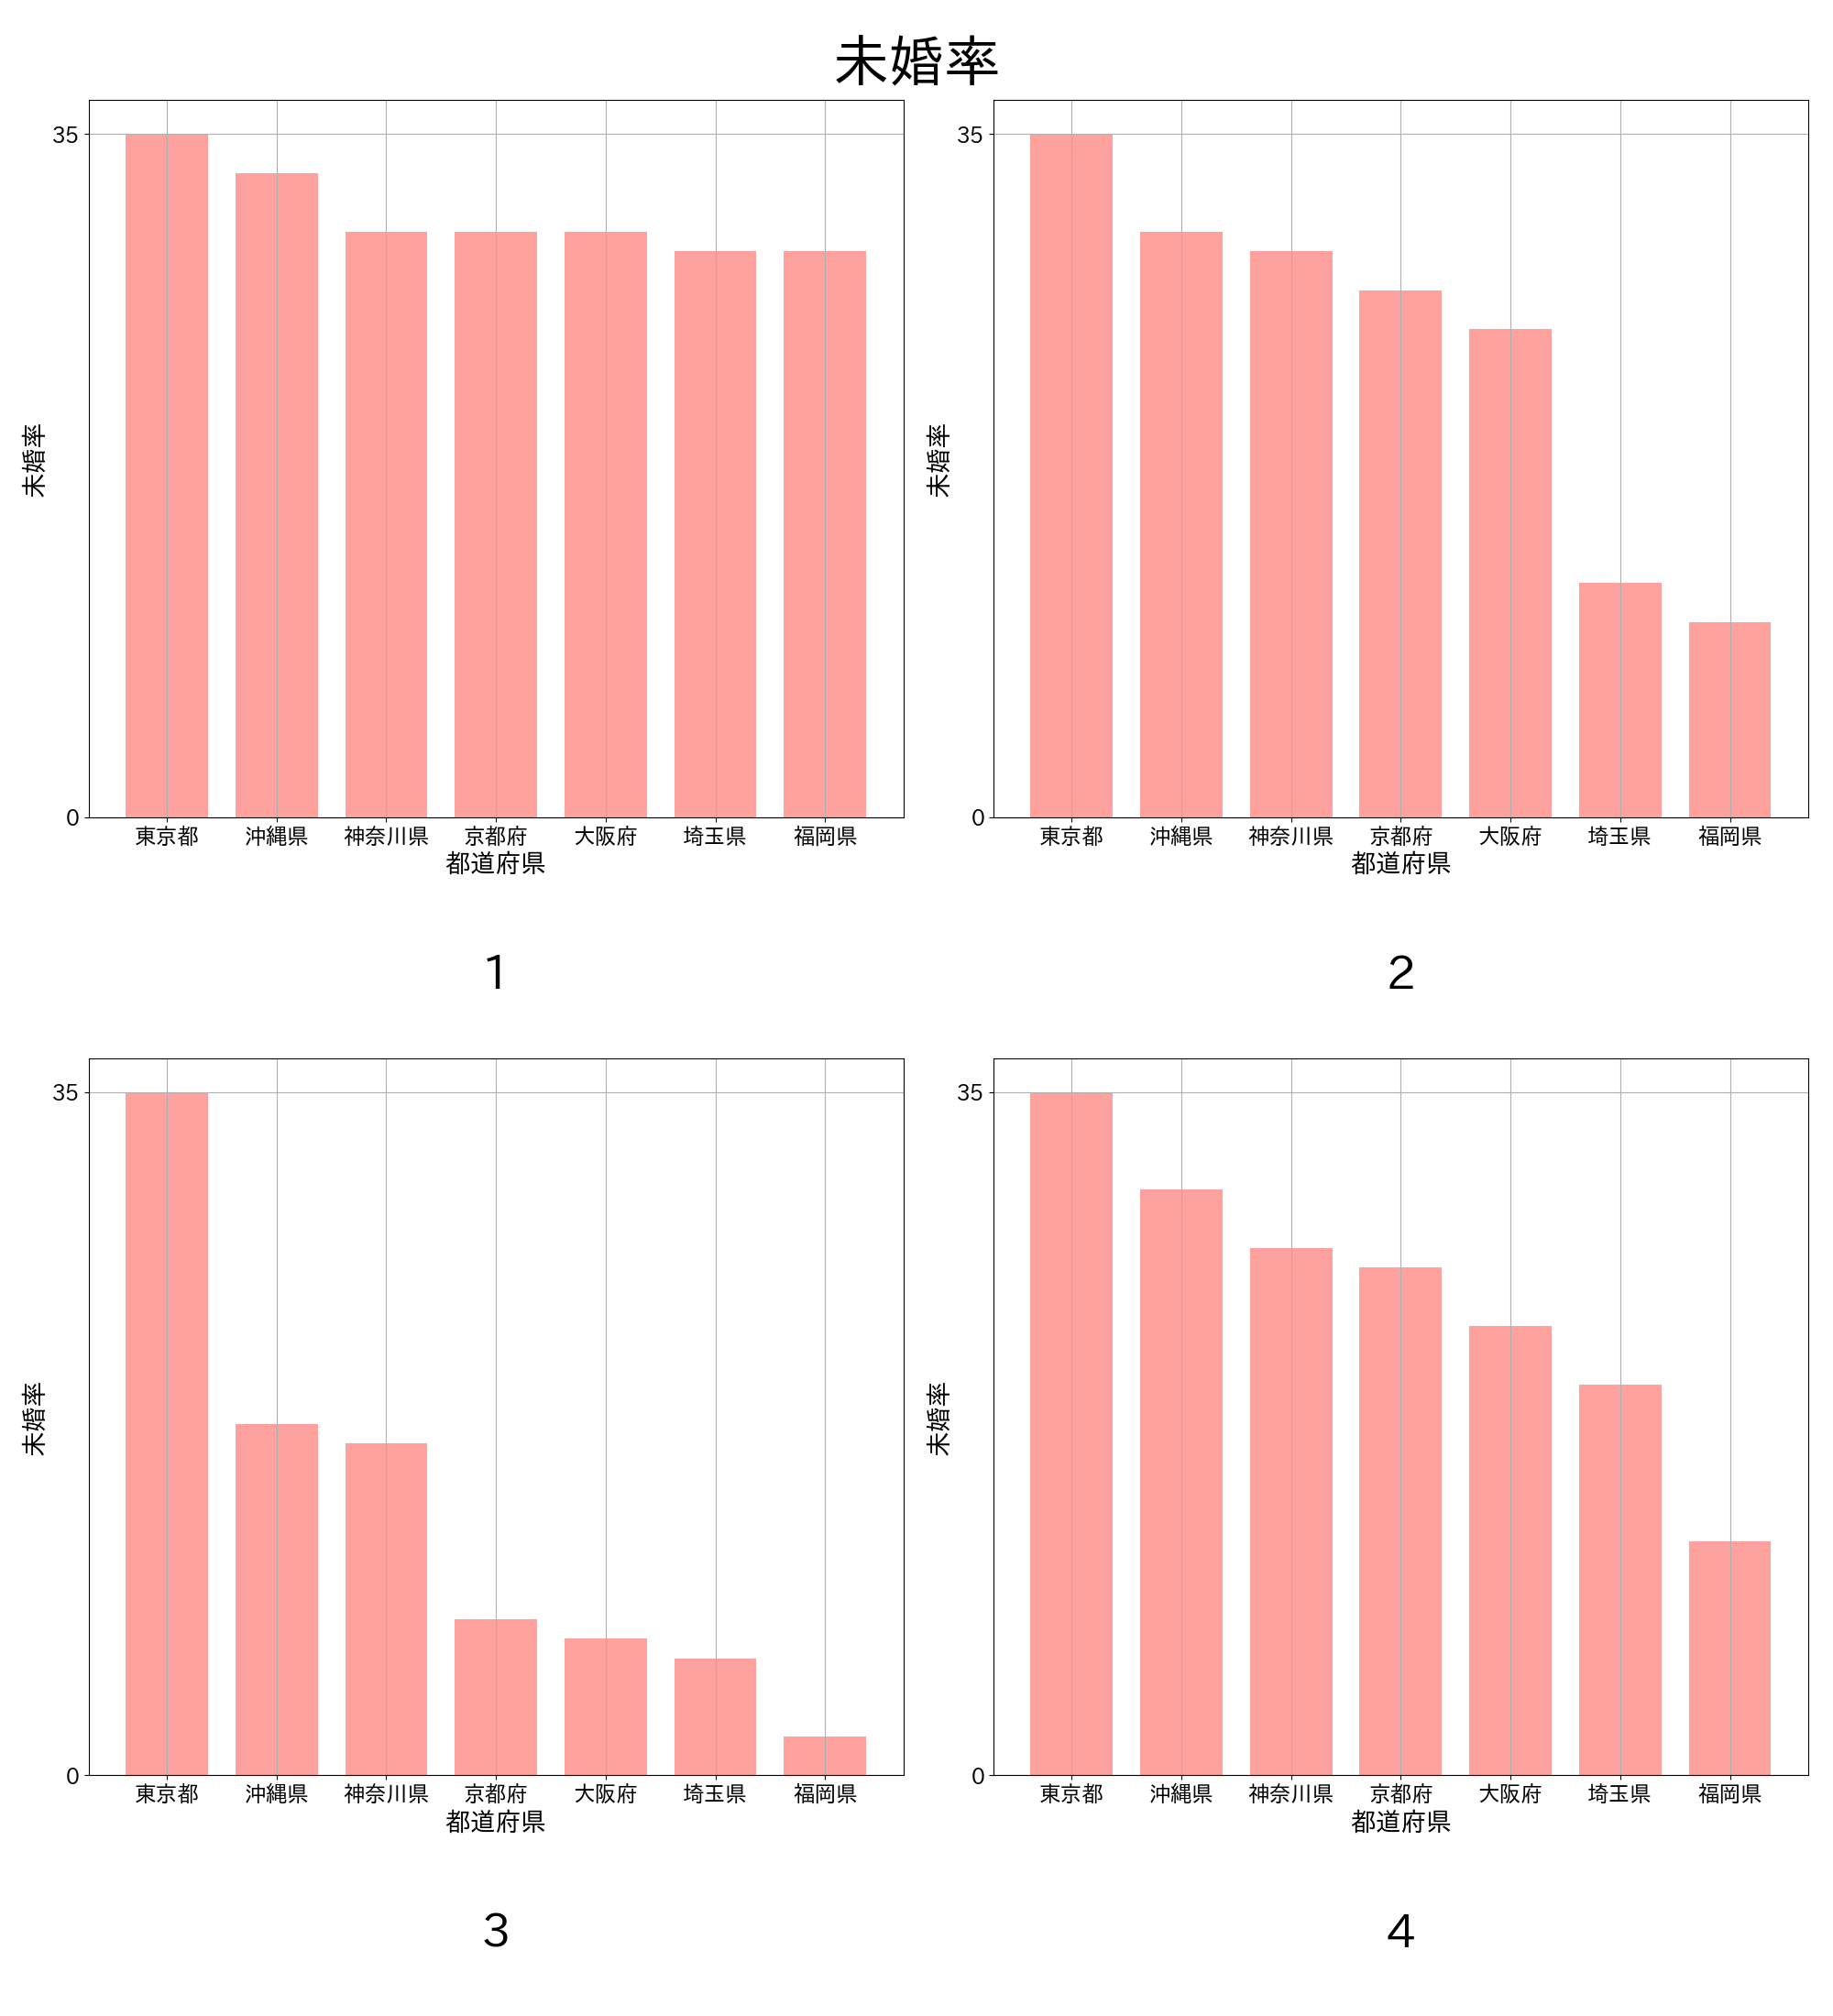 未婚率
35
0
未婚率
東京都 沖縄県 神奈川県 京都府 大阪府 埼玉県 福岡県
都道府県
1
35
0
未婚率
東京都 沖縄県 神奈川県 京都府 大阪府 埼玉県 福岡県
都道府県
2
35
0
未婚率
東京都 沖縄県 神奈川県 京都府 大阪府 埼玉県 福岡県
都道府県
3
35
0
未婚率
東京都 沖縄県 神奈川県 京都府 大阪府 埼玉県 福岡県
都道府県
4